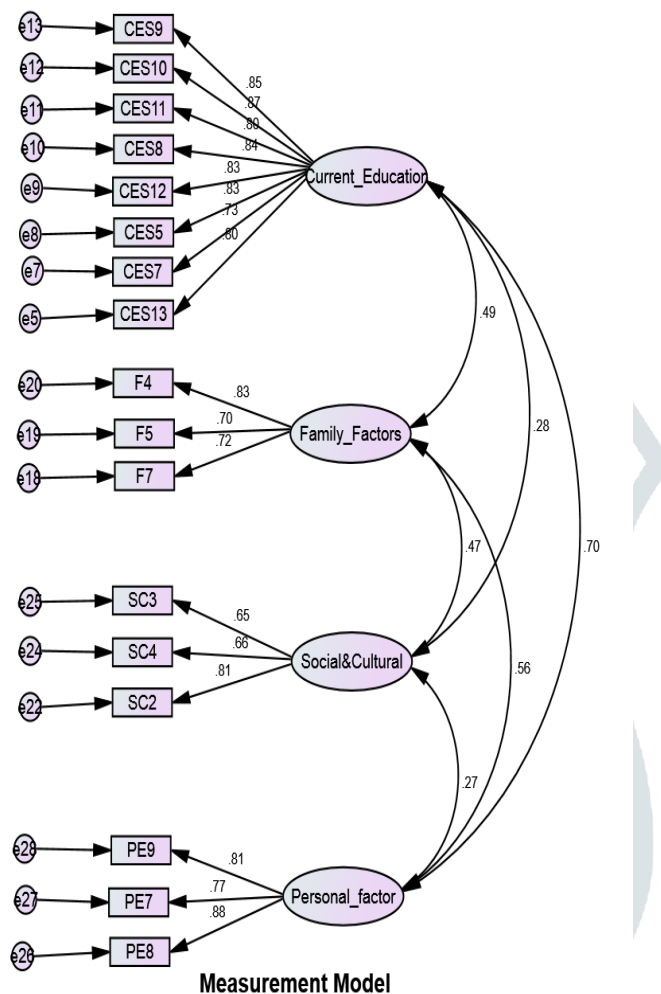 e13 CES9
e12 CES10
e11 CES11
e10 CES8
e9 CES12
e8 CES5
e7 CES7
e5 CES13
.85
.87
.80
.84
.83
.83
.73
.80
Current_Education
.49
.28
.70
e20 F4
e19 F5
e18 F7
.83
.70
.72
Family_Factors
.47
.56
e25 SC3
e24 SC4
e22 SC2
.65
.66
.81
Social&Cultural
.27
e28 PE9
e27 PE7
e26 PE8
.81
.77
.88
Personal_factor
Measurement Model